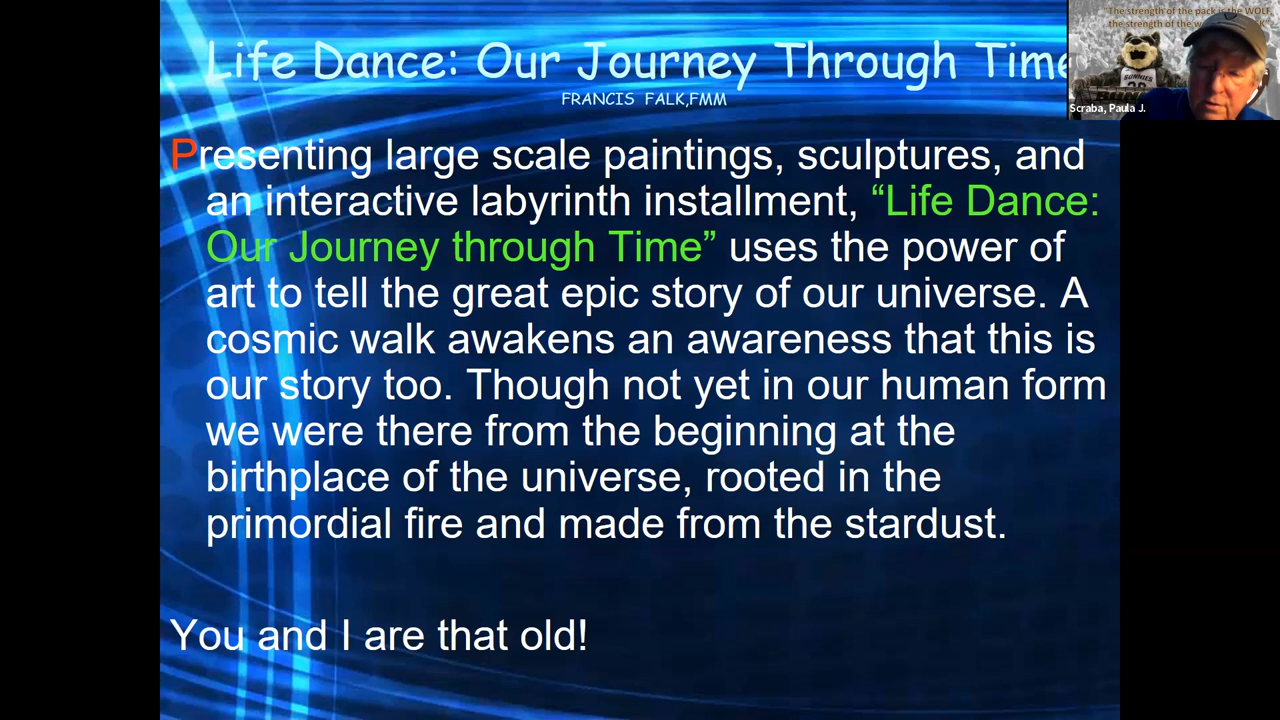 Life Dance: Our Journey Through Time
FRANCIS FALK,FMM
Presenting large scale paintings, sculptures, and
an interactive labyrinth installment, “Life Dance:
Our Journey through Time” uses the power of
art to tell the great epic story of our universe. A
cosmic walk awakens an awareness that this is
our story too. Though not yet in our human form
we were there from the beginning at the
birthplace of the universe, rooted in the
primordial fire and made from the stardust.
You and I are that old!
"The strength of the pack is the WOLF,
the strength of the
Scraba, Paula J.